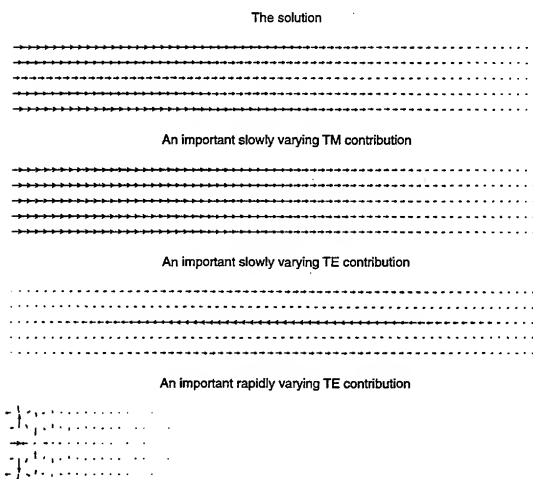 The solution
An important slowly varying TM contribution
An important slowly varying TE contribution
An important rapidly varying TE contribution